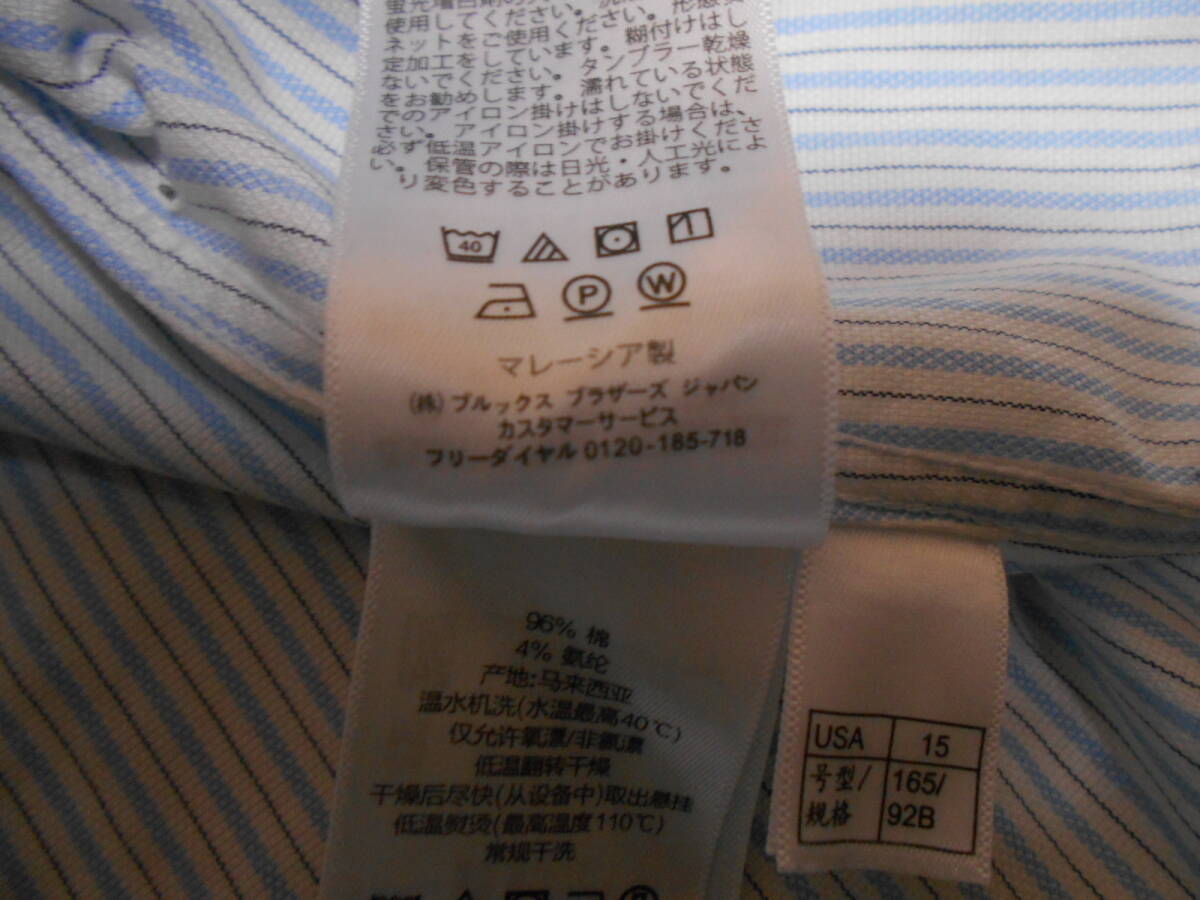 使用してください。
ネットをご使用ください。形態安
定加工をしています。糊付けはし
ないでください。タンブラー乾燥
をお勧めします。濡れている状態
でのアイロン掛けはしないでくだ
さい。アイロン掛けする場合は、
必ず低温アイロンでお掛けくださ
い。保管の際は日光・人工光によ
り変色することがあります。
40
P
W
マレーシア製
(株) ブルックス ブラザーズ ジャパン
カスタマーサービス
フリーダイヤル 0120-185-718
96% 棉
4% 氨纶
产地:马来西亚
温水机洗(水温最高40℃)
仅允许氧漂/非氯漂
低温翻转干燥
干燥后尽快(从设备中)取出悬挂
低温熨烫(最高温度110℃)
常规干洗
USA 15
号型/ 165/
规格 92B